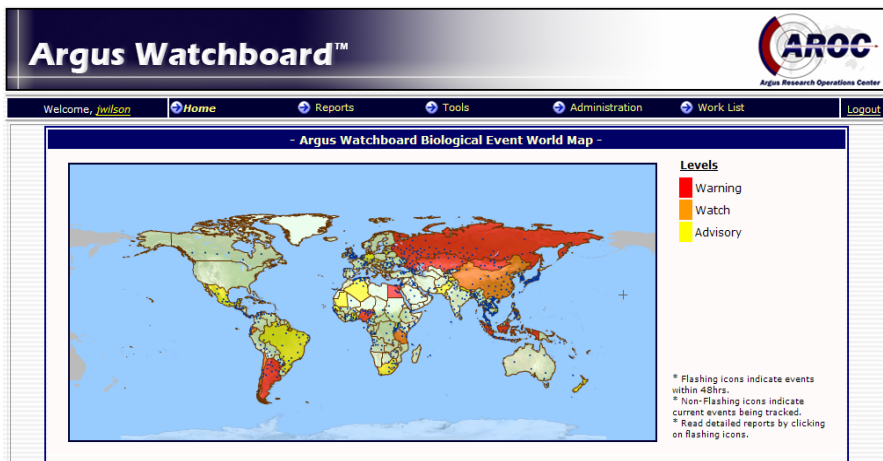 Argus Watchboard™
AROC
Argus Research Operations Center
Welcome, jwilson
Home
Reports
Tools
Administration
Work List
Logout
- Argus Watchboard Biological Event World Map -
Levels
Warning
Watch
Advisory
* Flashing icons indicate events
within 48hrs.
* Non-Flashing icons indicate
current events being tracked.
* Read detailed reports by clicking
on flashing icons.